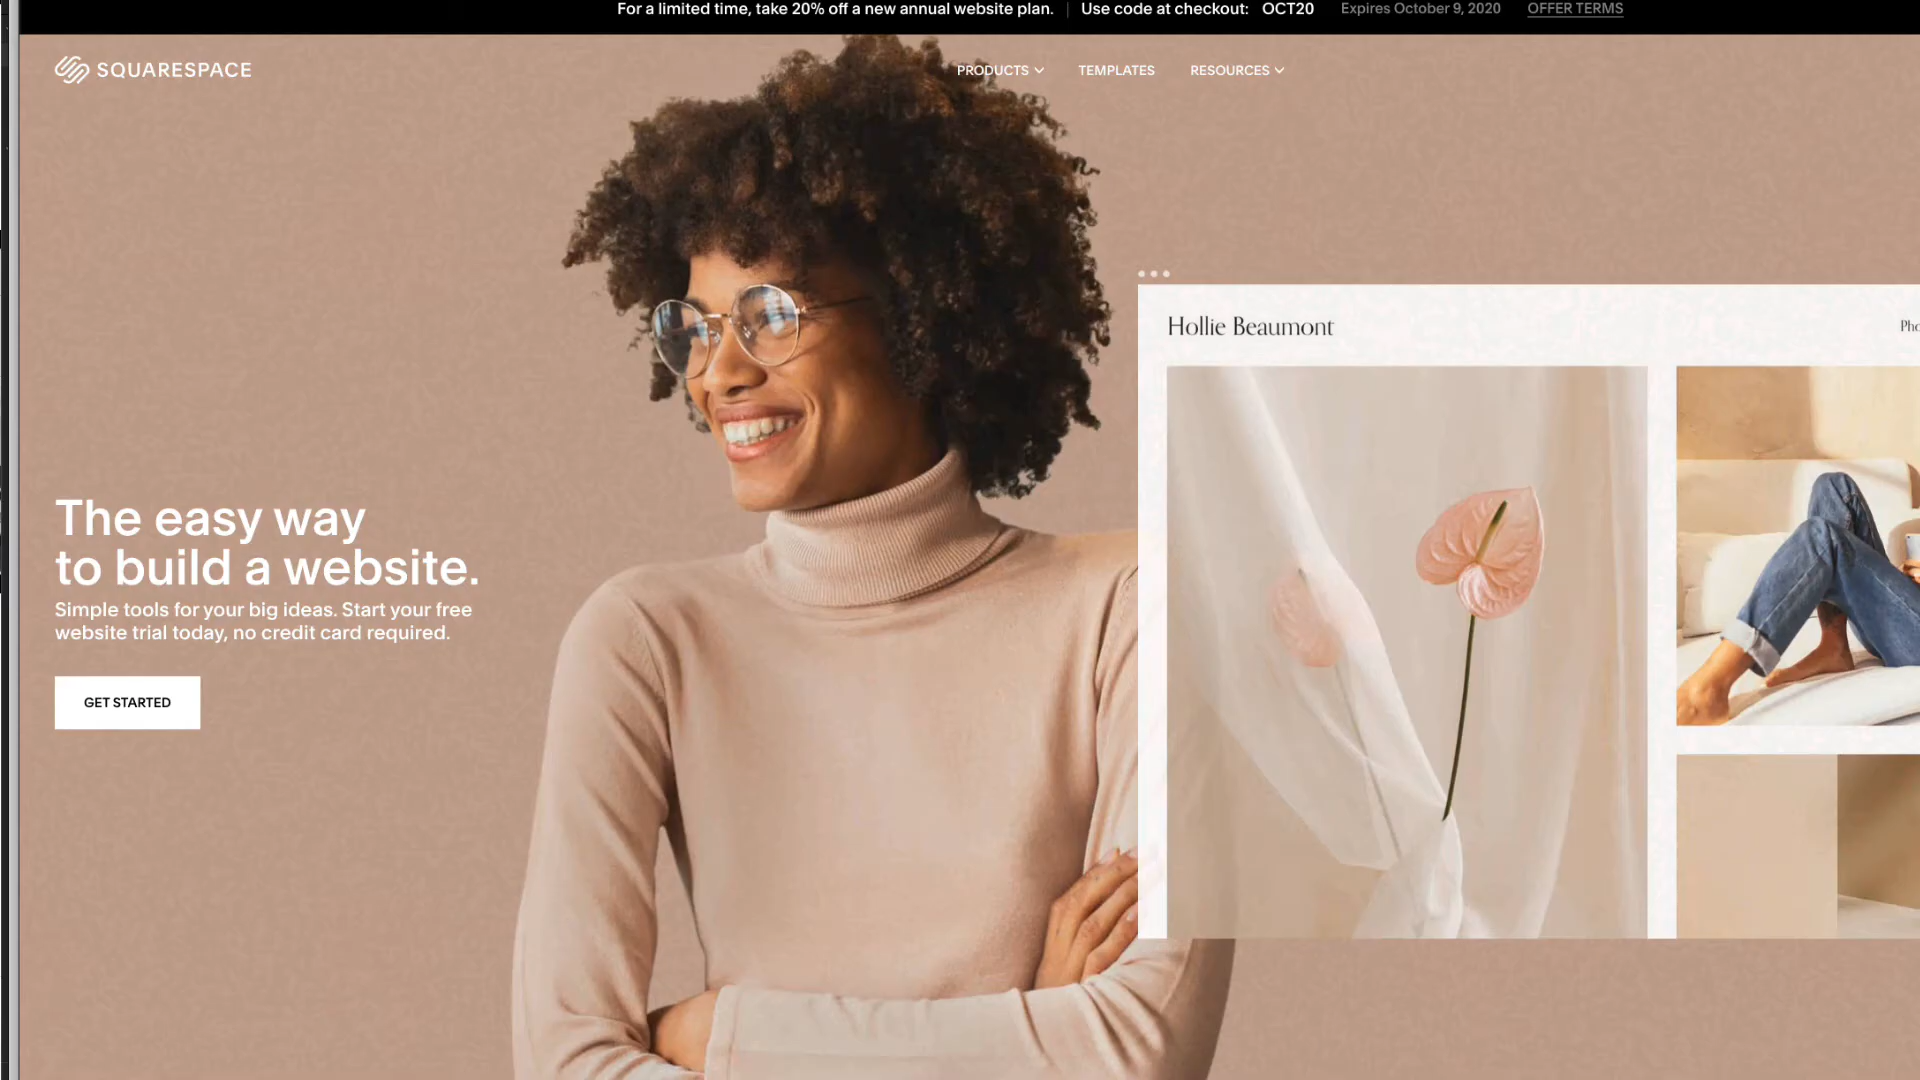 For a limited time, take 20% off a new annual website plan. Use code at checkout: OCT20 Expires October 9, 2020 OFFER TERMS
SQUARESPACE PRODUCTS TEMPLATES RESOURCES
Hollie Beaumont
The easy way
to build a website.
Simple tools for your big ideas. Start your free
website trial today, no credit card required.
GET STARTED